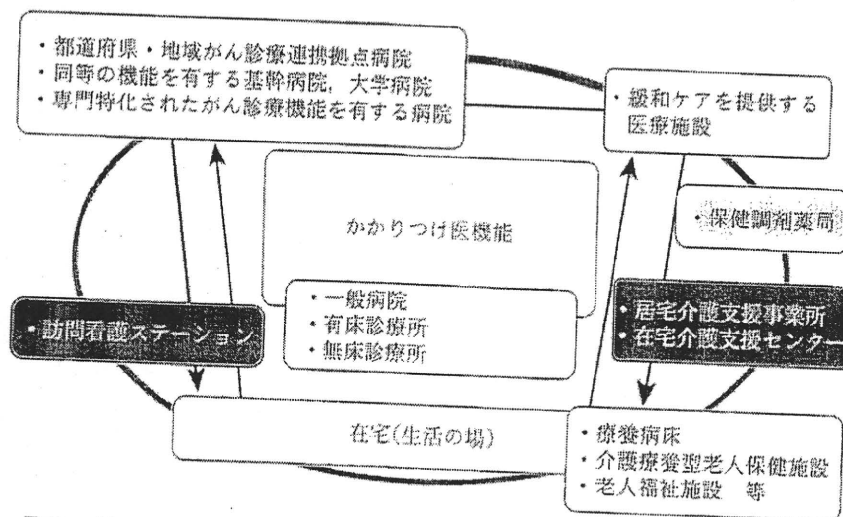 ・都道府県・地域がん診療連携拠点病院
・同等の機能を有する基幹病院，大学病院
・専門特化されたがん診療機能を有する病院
・緩和ケアを提供する
医療施設
・保健調剤薬局
かかりつけ医機能
・一般病院
・有床診療所
・無床診療所
・訪問看護ステーション
・居宅介護支援事業所
・在宅介護支援センター
在宅(生活の場)
・療養病床
・介護療養型老人保健施設
・老人福祉施設　等